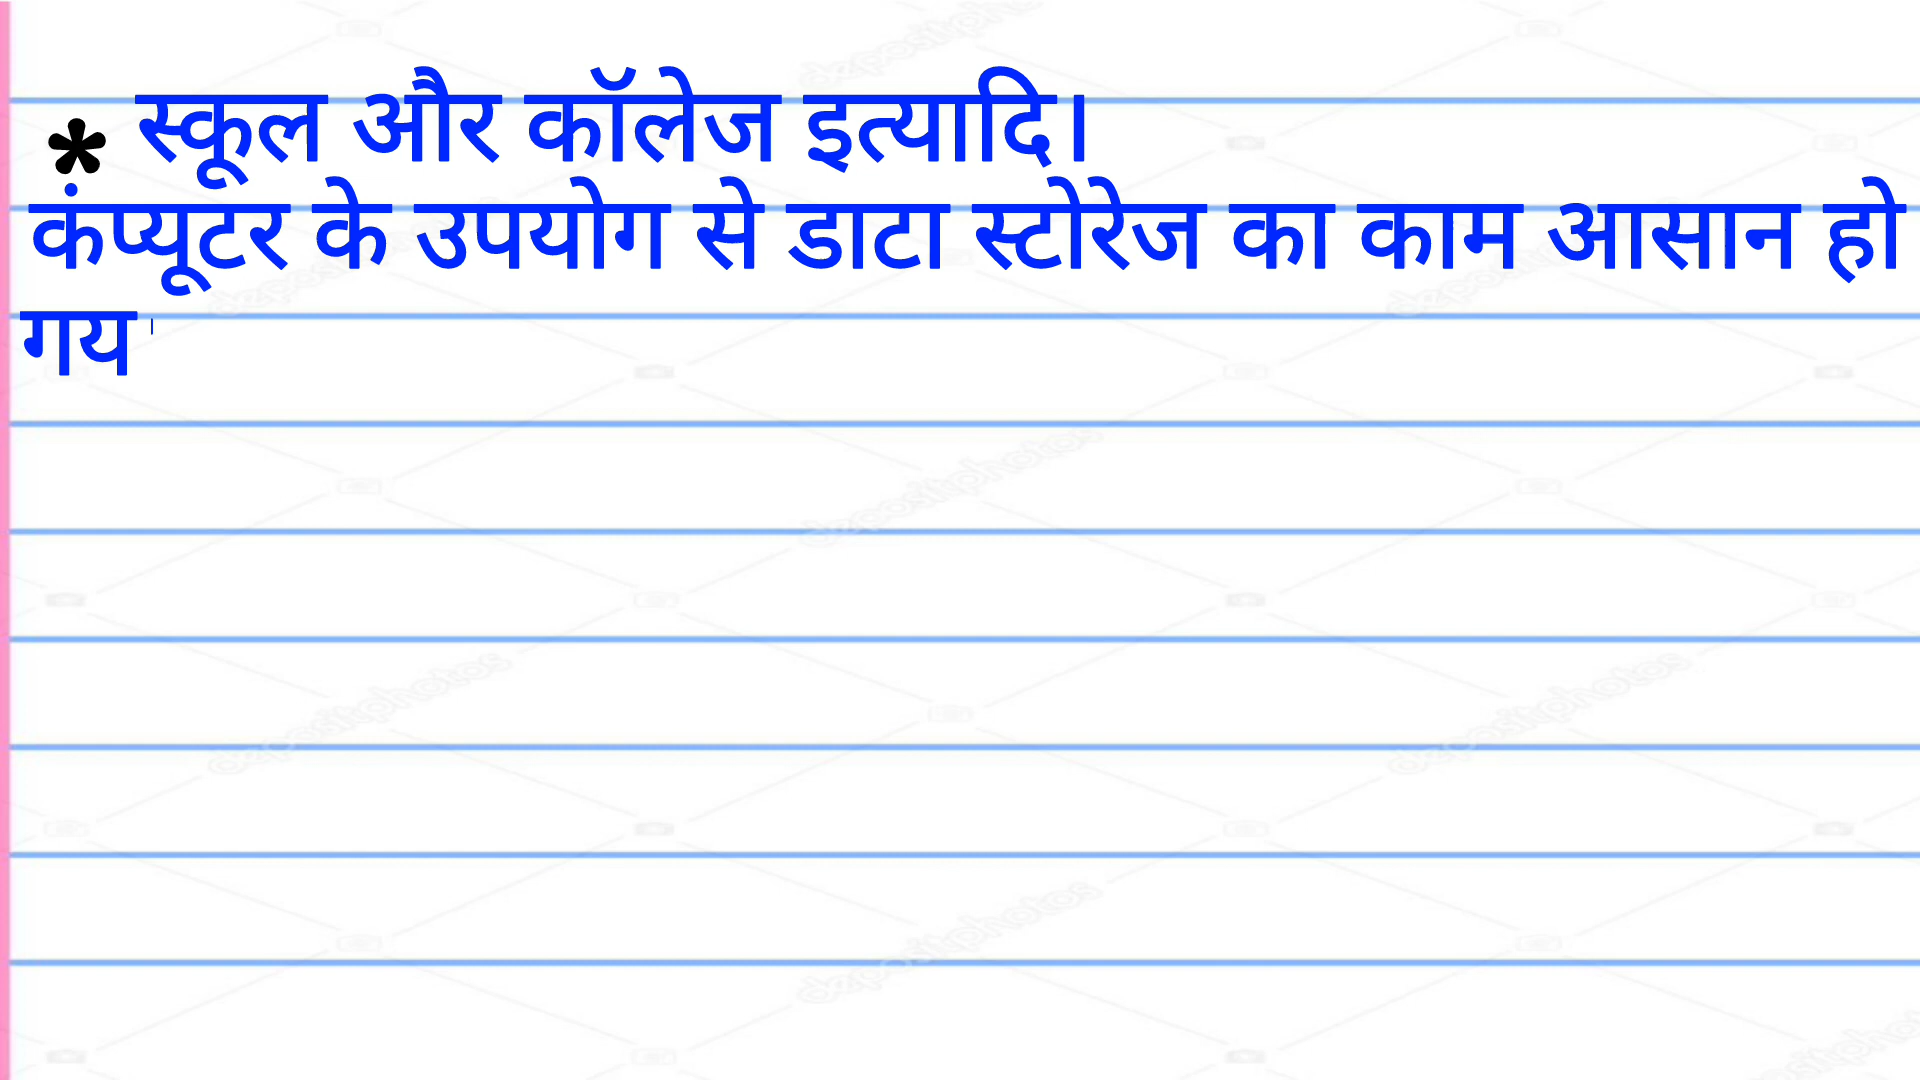 * स्कूल और कॉलेज इत्यादि।
कंप्यूटर के उपयोग से डाटा स्टोरेज का काम आसान हो
गय